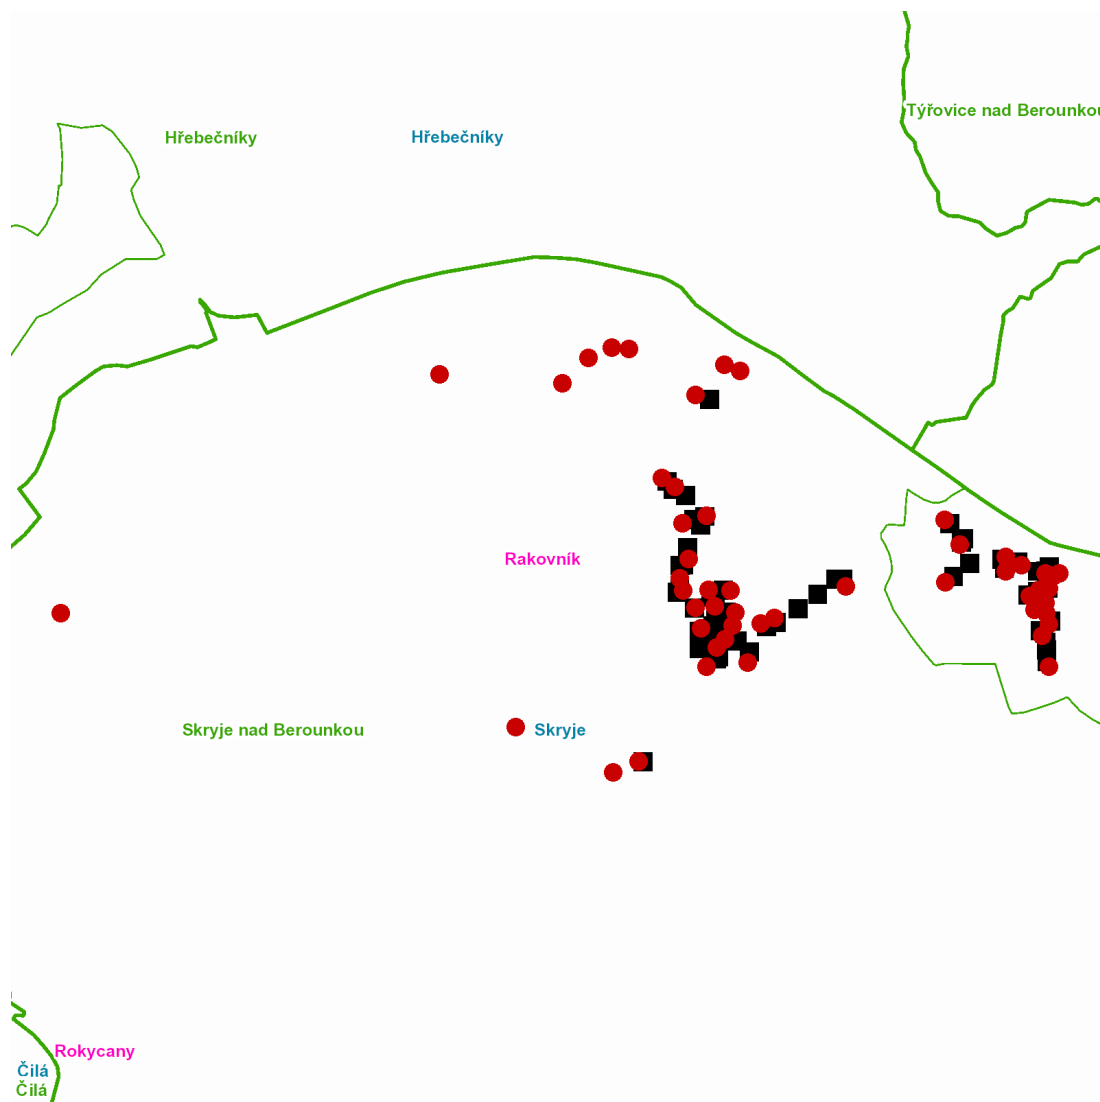 Týřovice nad Berounkou
Hřebečníky
Hřebečníky
Rakovník
Skryje nad Berounkou
Skryje
Rokycany
Čilá
Čilá